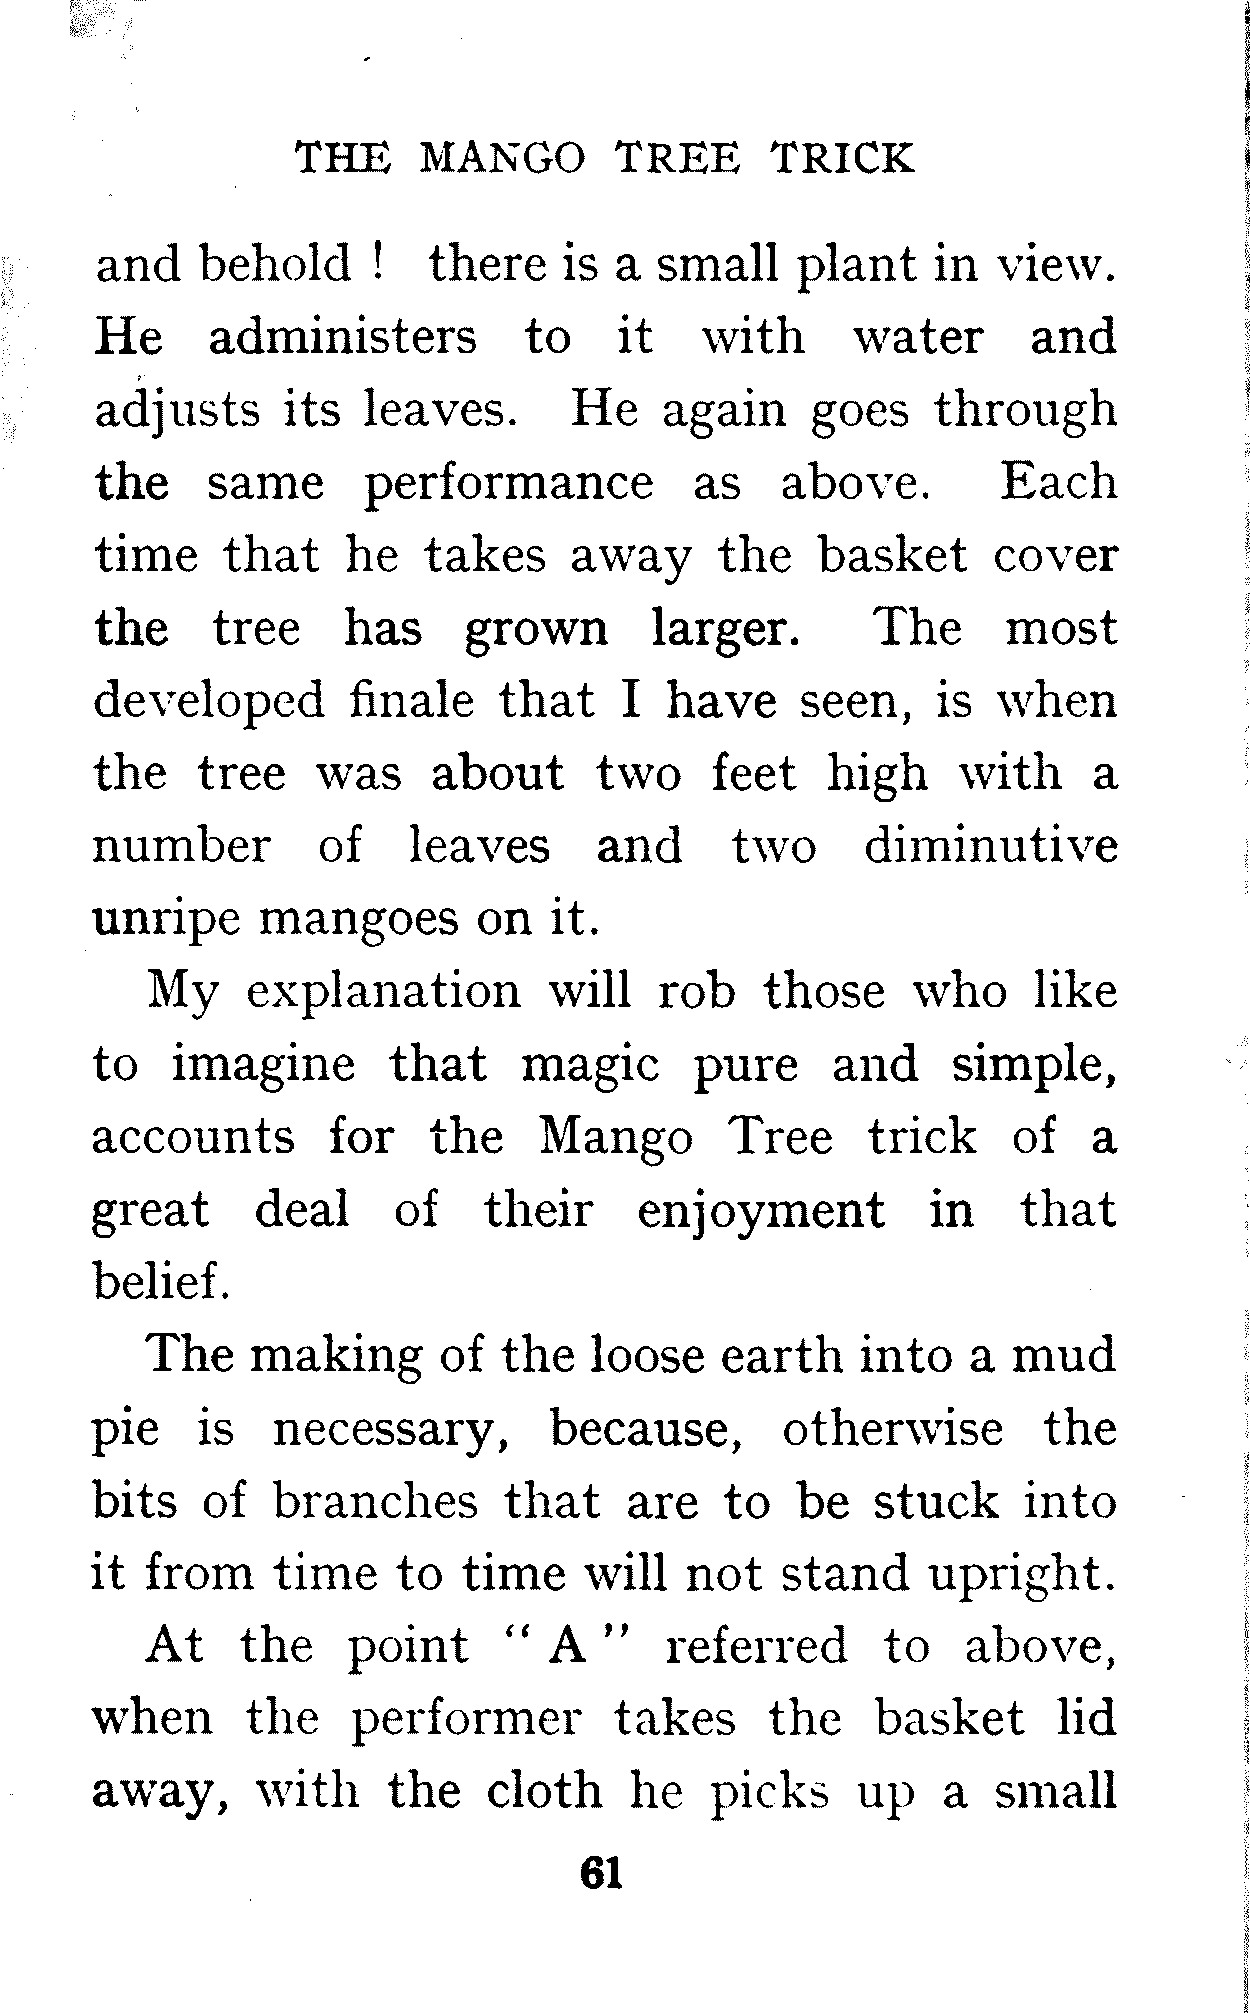 THE MANGO TREE TRICK
and behold ! there is a small plant in view.
He administers to it with water and
adjusts its leaves. He again goes through
the same performance as above. Each
time that he takes away the basket cover
the tree has grown larger. The most
developed finale that I have seen, is when
the tree was about two feet high with a
number of leaves and two diminutive
unripe mangoes on it.
My explanation will rob those who like
to imagine that magic pure and simple,
accounts for the Mango Tree trick of a
great deal of their enjoyment in that
belief.
The making of the loose earth into a mud
pie is necessary, because, otherwise the
bits of branches that are to be stuck into
it from time to time will not stand upright.
At the point " A " referred to above,
when the performer takes the basket lid
away, with the cloth he picks up a small
61